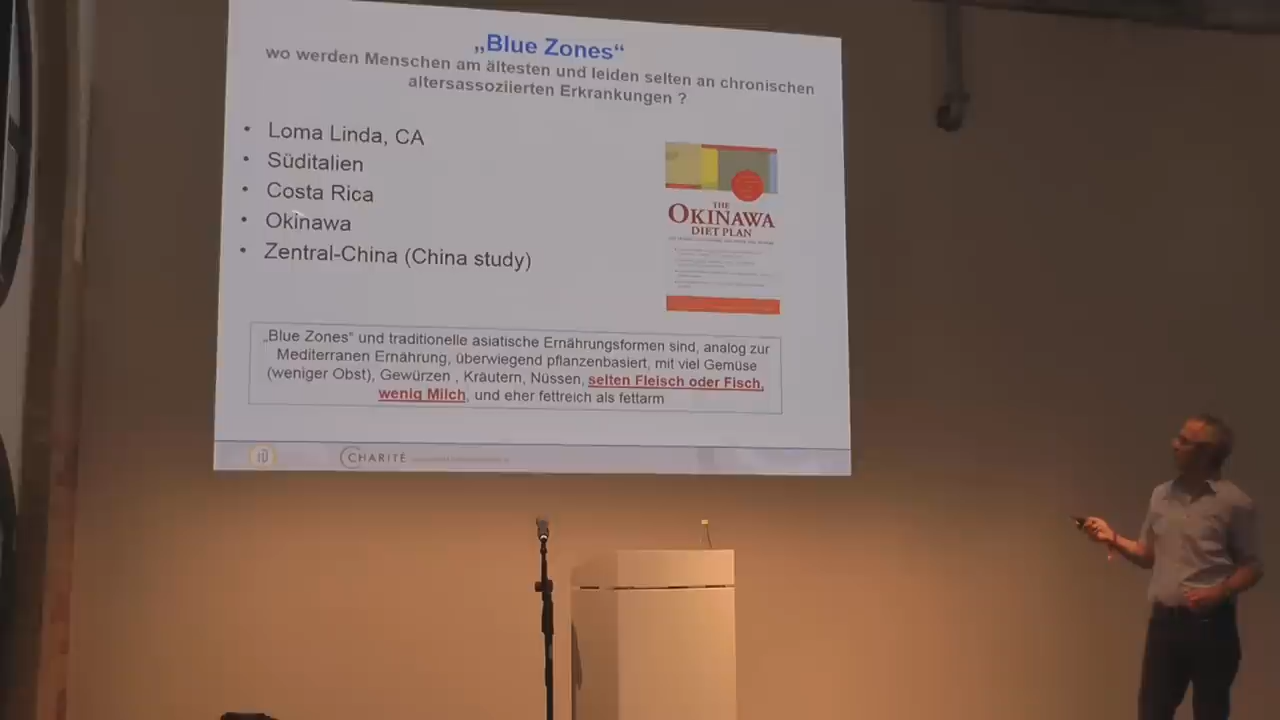 „Blue Zones“
wo werden Menschen am ältesten und leiden selten an chronischen
altersassoziierten Erkrankungen ?
• Loma Linda, CA
• Süditalien
• Costa Rica
• Okinawa
• Zentral-China (China study)
THE
OKINAWA
DIET PLAN
„Blue Zones“ und traditionelle asiatische Ernährungsformen sind, analog zur
Mediterranen Ernährung, überwiegend pflanzenbasiert, mit viel Gemüse
(weniger Obst), Gewürzen , Kräutern, Nüssen, selten Fleisch oder Fisch,
wenig Milch, und eher fettreich als fettarm
CHARITÉ